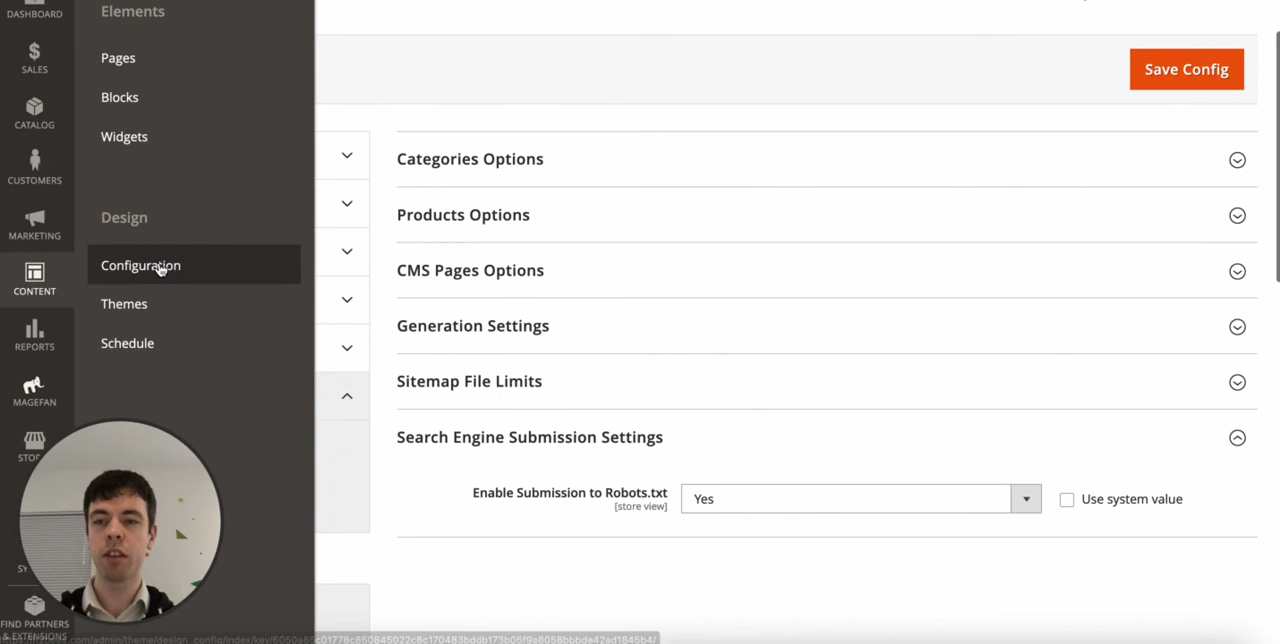 DASHBOARD
SALES
CATALOG
CUSTOMERS
MARKETING
CONTENT
REPORTS
MAGEFAN
STO
SY
FIND PARTNERS
& EXTENSIONS
Elements
Pages
Blocks
Widgets
Design
Configuration
Themes
Schedule
Save Config
Categories Options
Products Options
CMS Pages Options
Generation Settings
Sitemap File Limits
Search Engine Submission Settings
Enable Submission to Robots.txt
[store view]
Yes
Use system value